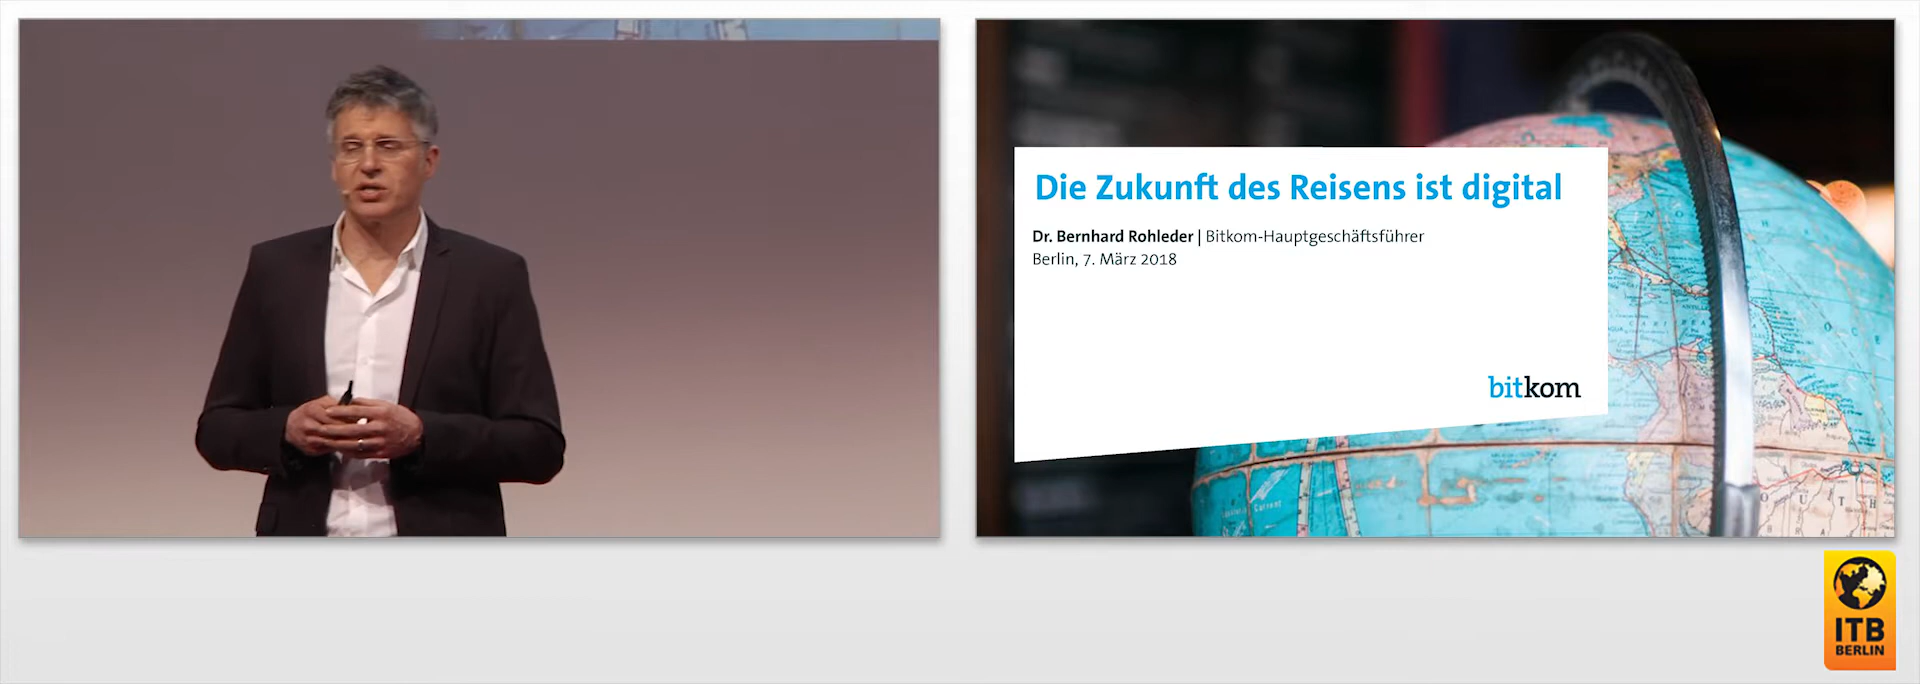 Die Zukunft des Reisens ist digital
Dr. Bernhard Rohleder | Bitkom-Hauptgeschäftsführer
Berlin, 7. März 2018
bitkom
ITB
BERLIN